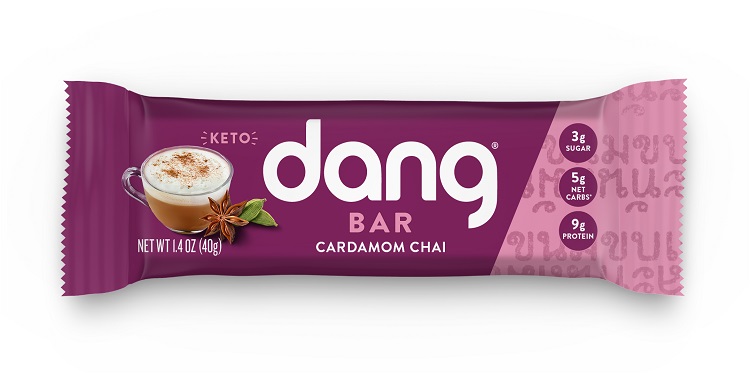 KETO
dang®
BAR
CARDAMOM CHAI
NET WT 1.4 OZ (40g)
3g
SUGAR
5g
NET
CARBS*
9g
PROTEIN